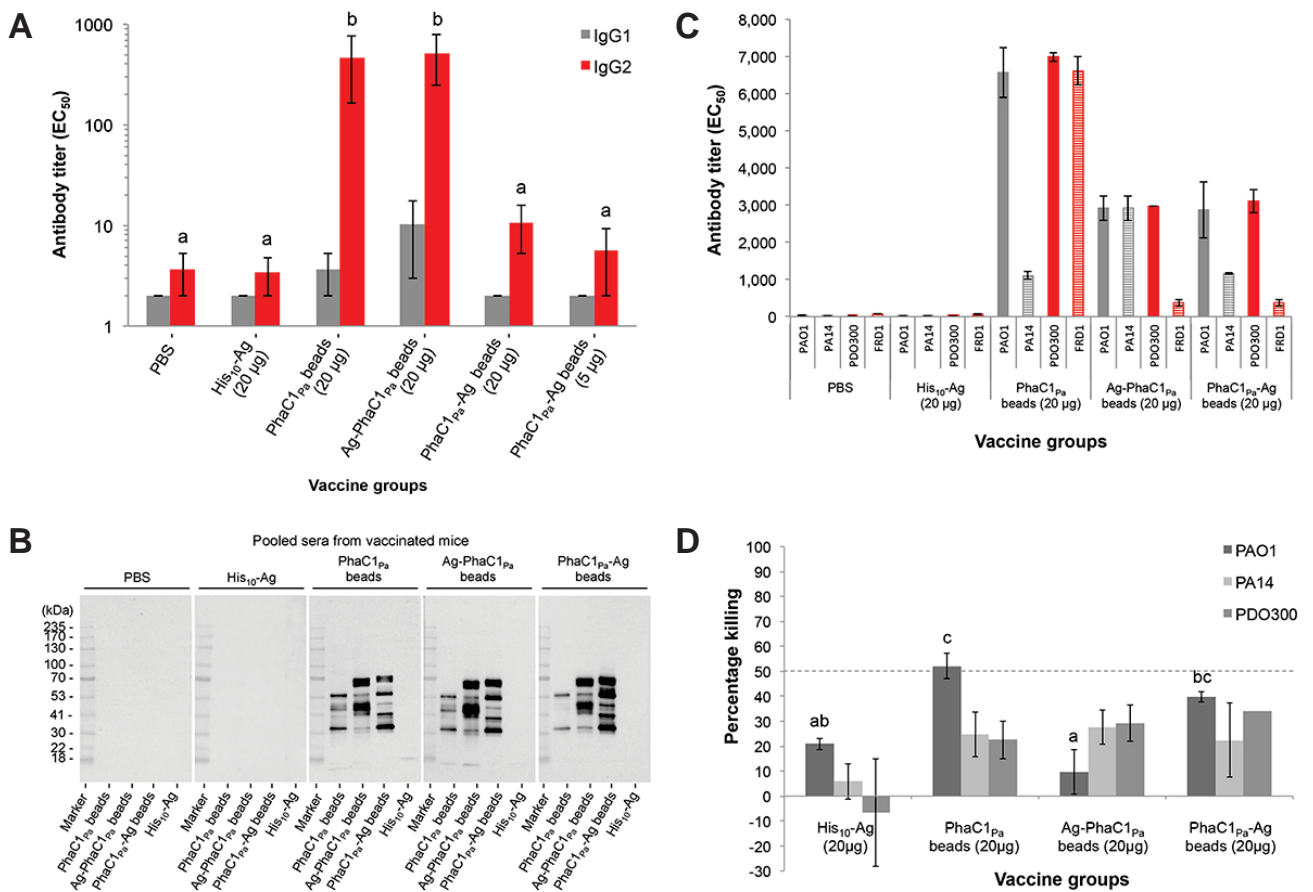 A
Antibody titer (EC50)
1000
100
10
1
IgG1
IgG2
a
a
b
b
a
a
PBS
His10-Ag
(20 µg)
PhaC1Pa beads
(20 µg)
Ag-PhaC1Pa beads
(20 µg)
PhaC1Pa-Ag beads
(20 µg)
PhaC1Pa-Ag beads
(5 µg)
Vaccine groups
B
Pooled sera from vaccinated mice
PBS
His10-Ag
PhaC1Pa
beads
Ag-PhaC1Pa
beads
PhaC1Pa-Ag
beads
(kDa)
235 -
170 -
130 -
100 -
70 -
53 -
41 -
30 -
22 -
18 -
Marker
PhaC1Pa beads
Ag-PhaC1Pa beads
PhaC1Pa-Ag beads
His10-Ag
Marker
PhaC1Pa beads
Ag-PhaC1Pa beads
PhaC1Pa-Ag beads
His10-Ag
Marker
PhaC1Pa beads
Ag-PhaC1Pa beads
PhaC1Pa-Ag beads
His10-Ag
Marker
PhaC1Pa beads
Ag-PhaC1Pa beads
PhaC1Pa-Ag beads
His10-Ag
Marker
PhaC1Pa beads
Ag-PhaC1Pa beads
PhaC1Pa-Ag beads
His10-Ag
C
Antibody titer (EC50)
8,000
7,000
6,000
5,000
4,000
3,000
2,000
1,000
0
PAO1
PA14
PDO300
FRD1
PAO1
PA14
PDO300
FRD1
PAO1
PA14
PDO300
FRD1
PAO1
PA14
PDO300
FRD1
PAO1
PA14
PDO300
FRD1
PBS
His10-Ag
(20 µg)
PhaC1Pa
beads (20 µg)
Ag-PhaC1Pa
beads (20 µg)
PhaC1Pa-Ag
beads (20 µg)
Vaccine groups
D
Percentage killing
100
90
80
70
60
50
40
30
20
10
0
-10
-20
-30
PAO1
PA14
PDO300
ab
c
a
bc
His10-Ag
(20µg)
PhaC1Pa
beads (20µg)
Ag-PhaC1Pa
beads (20µg)
PhaC1Pa-Ag
beads (20µg)
Vaccine groups